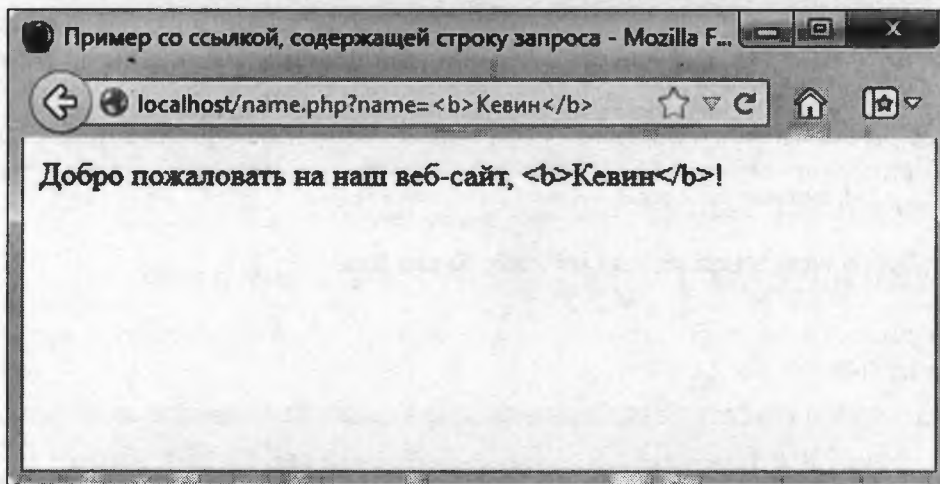 Пример со ссылкой, содержащей строку запроса - Mozilla F...
localhost/name.php?name=<b>Кевин</b>
Добро пожаловать на наш веб-сайт, <b>Кевин</b>!